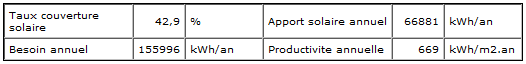 Taux couverture solaire 42,9 % Apport solaire annuel 66881 kWh/an
Besoin annuel 155996 kWh/an Productivite annuelle 669 kWh/m2.an